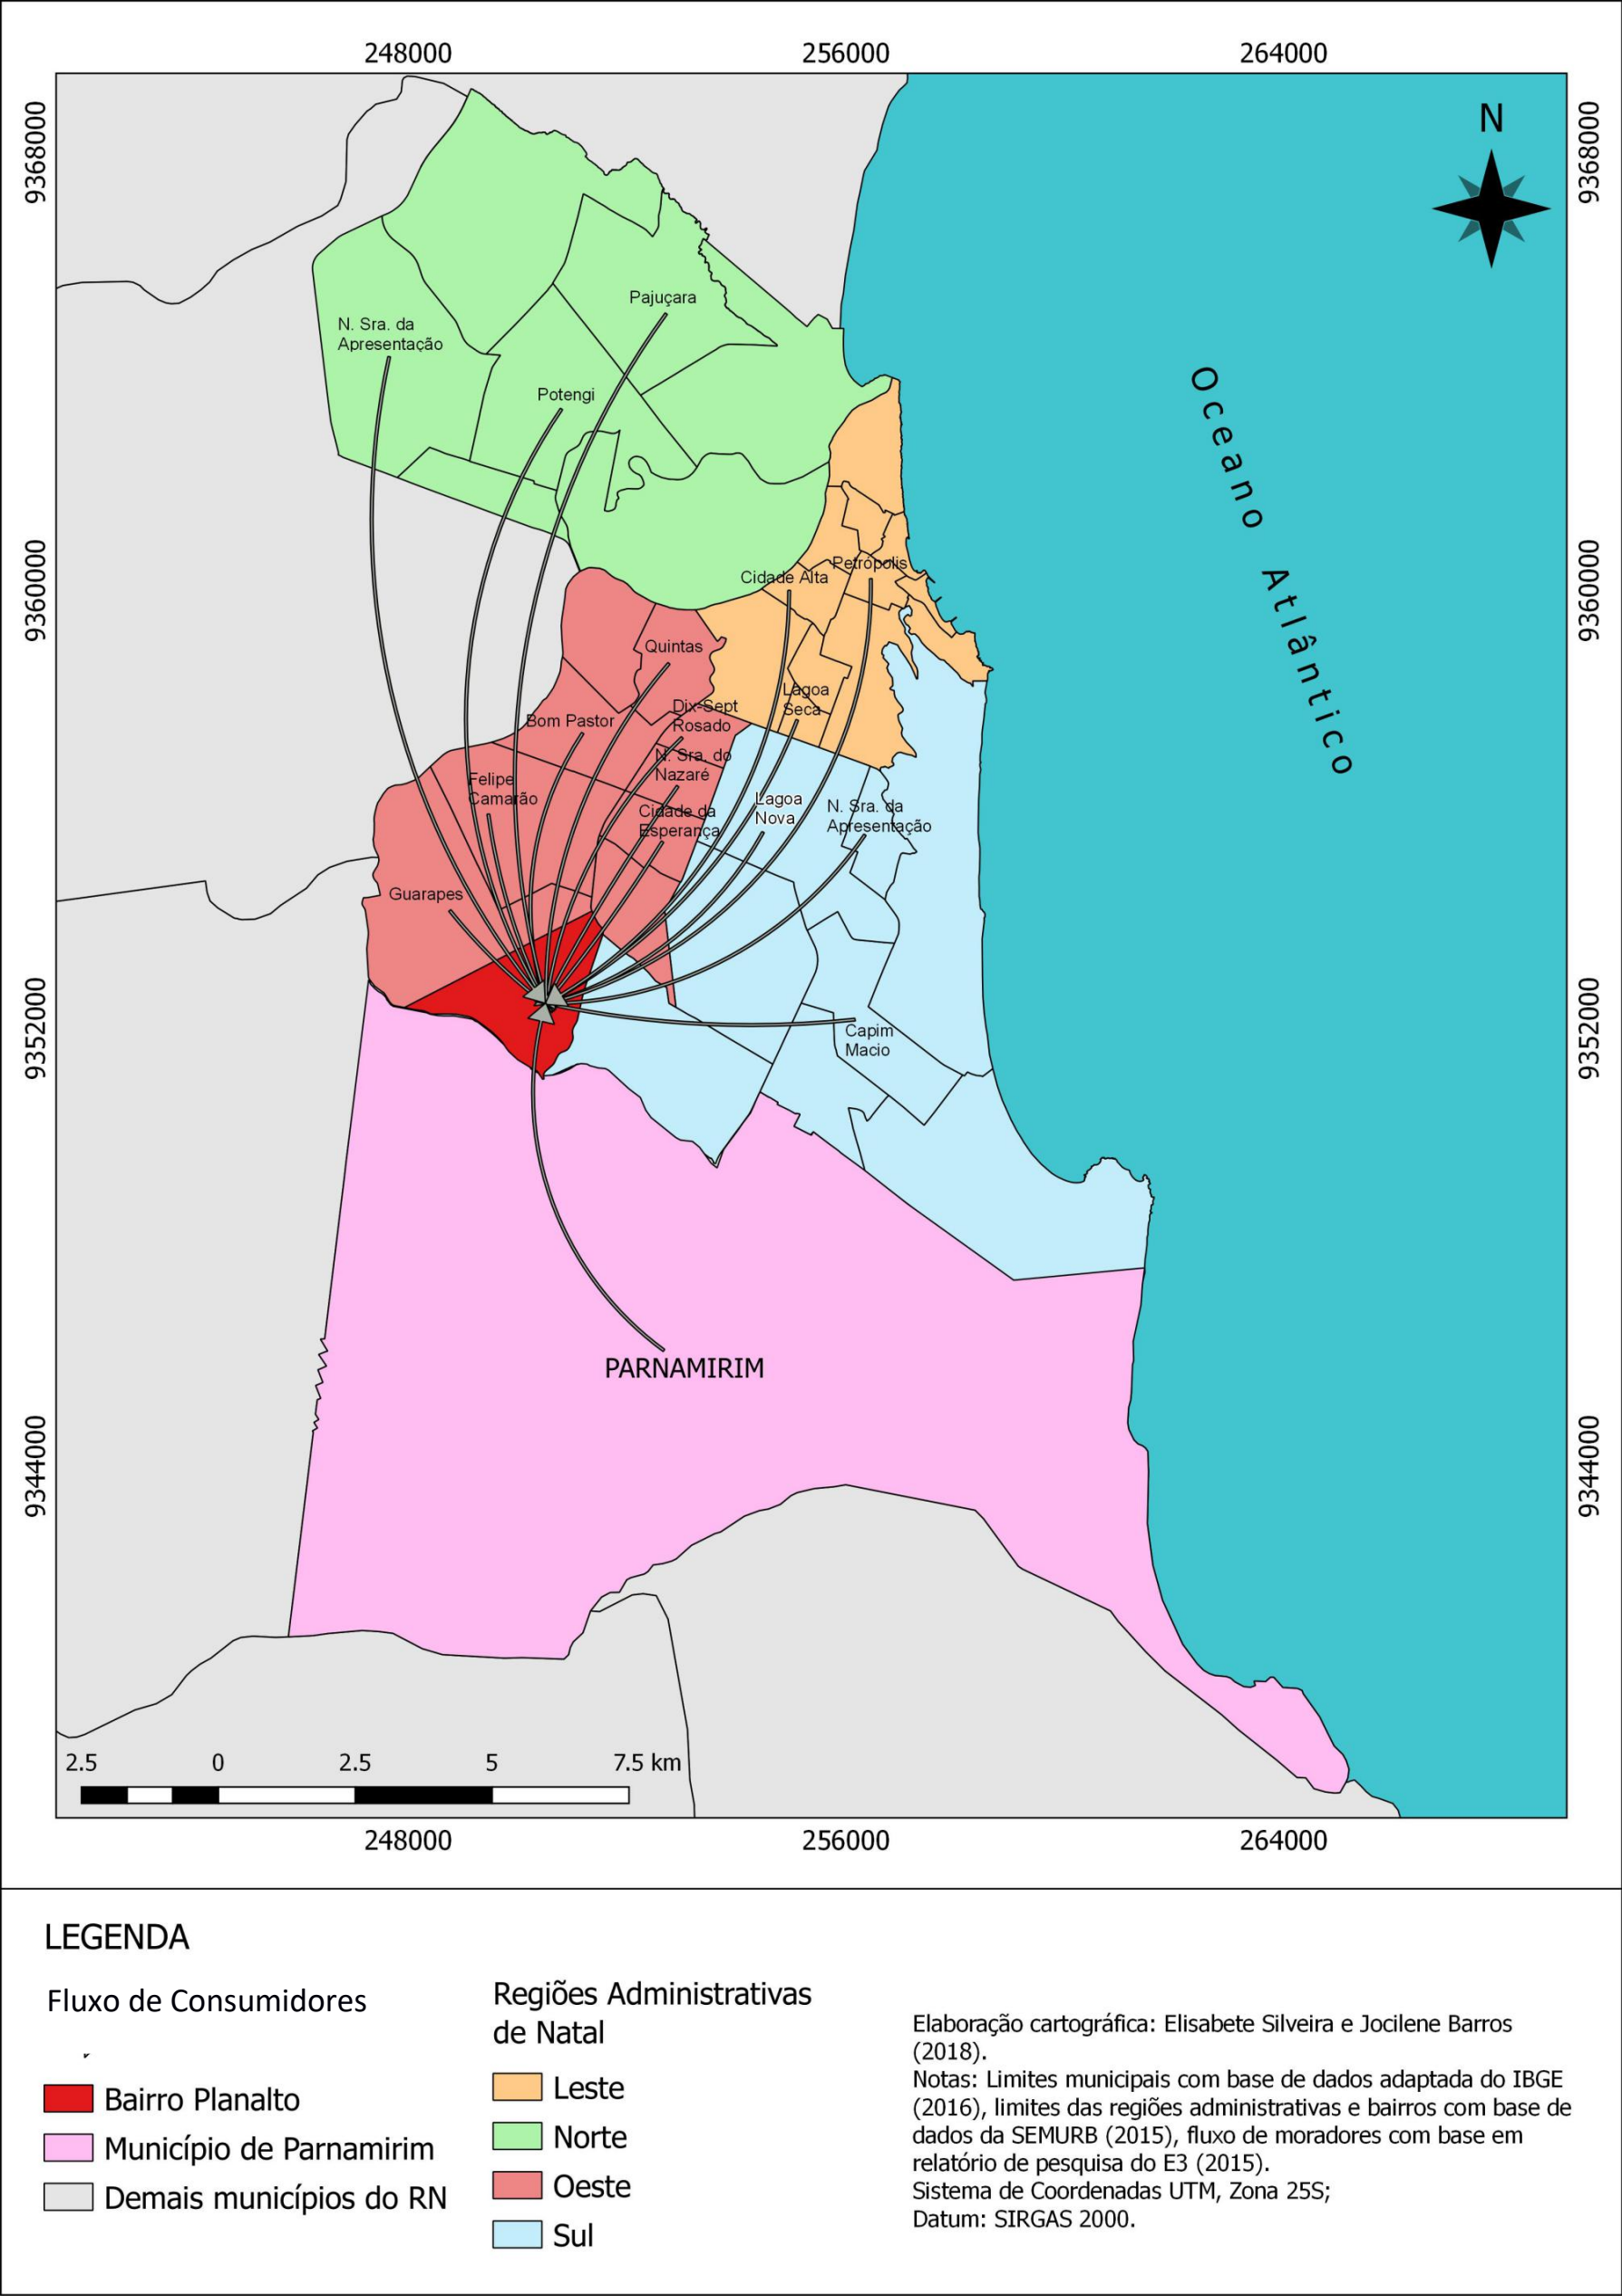 248000
256000
264000
9368000
9368000
N
Pajuçara
N. Sra. da
Apresentação
Potengi
Oceano Atlântico
9360000
9360000
Petrópolis
Cidade Alta
Quintas
Lagoa
Seca
Dix-Sept
Rosado
Bom Pastor
N. Sra. do
Nazaré
Felipe
Camarão
Lagoa
Nova
N. Sra. da
Apresentação
Cidade da
Esperança
Guarapes
9352000
9352000
Capim
Macio
PARNAMIRIM
9344000
9344000
2.5 0 2.5 5 7.5 km
248000
256000
264000
LEGENDA
Fluxo de Consumidores
Bairro Planalto
Município de Parnamirim
Demais municípios do RN
Regiões Administrativas
de Natal
Leste
Norte
Oeste
Sul
Elaboração cartográfica: Elisabete Silveira e Jocilene Barros
(2018).
Notas: Limites municipais com base de dados adaptada do IBGE
(2016), limites das regiões administrativas e bairros com base de
dados da SEMURB (2015), fluxo de moradores com base em
relatório de pesquisa do E3 (2015).
Sistema de Coordenadas UTM, Zona 25S;
Datum: SIRGAS 2000.